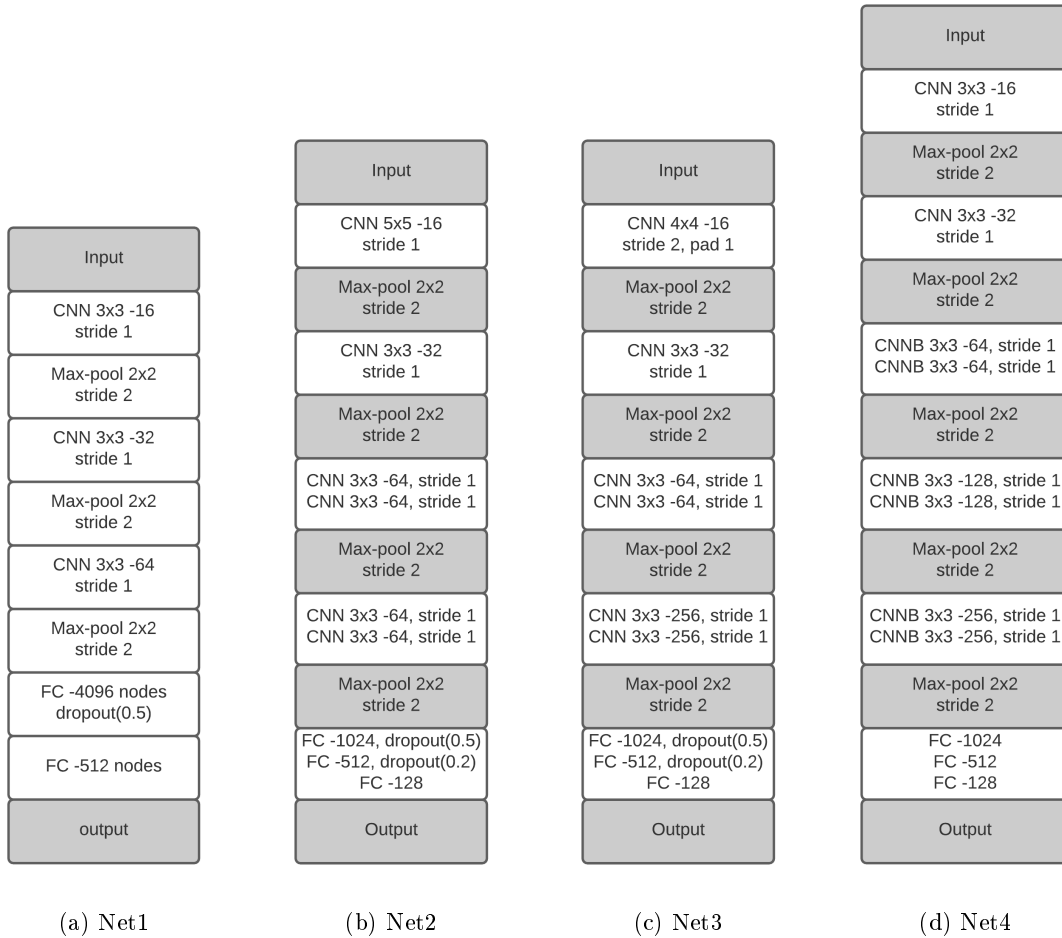 Input
CNN 3x3 -16
stride 1
Max-pool 2x2
stride 2
CNN 3x3 -32
stride 1
Max-pool 2x2
stride 2
CNN 3x3 -64
stride 1
Max-pool 2x2
stride 2
FC -4096 nodes
dropout(0.5)
FC -512 nodes
output
(a) Net1
Input
CNN 5x5 -16
stride 1
Max-pool 2x2
stride 2
CNN 3x3 -32
stride 1
Max-pool 2x2
stride 2
CNN 3x3 -64, stride 1
CNN 3x3 -64, stride 1
Max-pool 2x2
stride 2
CNN 3x3 -64, stride 1
CNN 3x3 -64, stride 1
Max-pool 2x2
stride 2
FC -1024, dropout(0.5)
FC -512, dropout(0.2)
FC -128
Output
(b) Net2
Input
CNN 4x4 -16
stride 2, pad 1
Max-pool 2x2
stride 2
CNN 3x3 -32
stride 1
Max-pool 2x2
stride 2
CNN 3x3 -64, stride 1
CNN 3x3 -64, stride 1
Max-pool 2x2
stride 2
CNN 3x3 -256, stride 1
CNN 3x3 -256, stride 1
Max-pool 2x2
stride 2
FC -1024, dropout(0.5)
FC -512, dropout(0.2)
FC -128
Output
(c) Net3
Input
CNN 3x3 -16
stride 1
Max-pool 2x2
stride 2
CNN 3x3 -32
stride 1
Max-pool 2x2
stride 2
CNNB 3x3 -64, stride 1
CNNB 3x3 -64, stride 1
Max-pool 2x2
stride 2
CNNB 3x3 -128, stride 1
CNNB 3x3 -128, stride 1
Max-pool 2x2
stride 2
CNNB 3x3 -256, stride 1
CNNB 3x3 -256, stride 1
Max-pool 2x2
stride 2
FC -1024
FC -512
FC -128
Output
(d) Net4